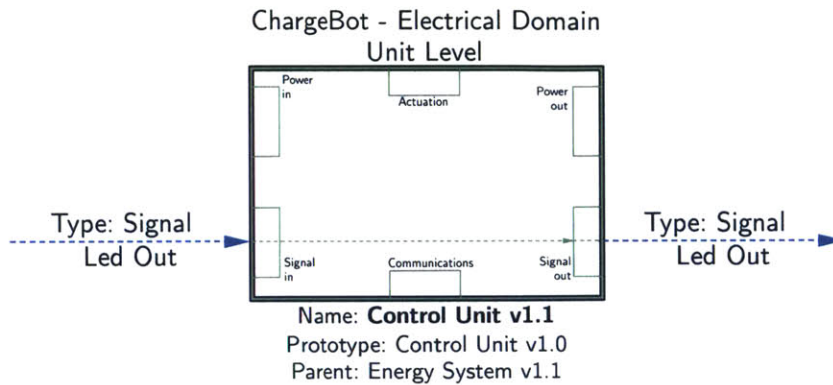 ChargeBot - Electrical Domain
Unit Level
Power
in
Actuation
Power
out
Type: Signal
Led Out
Type: Signal
Led Out
Signal
in
Communications
Signal
out
Name: Control Unit v1.1
Prototype: Control Unit v1.0
Parent: Energy System v1.1